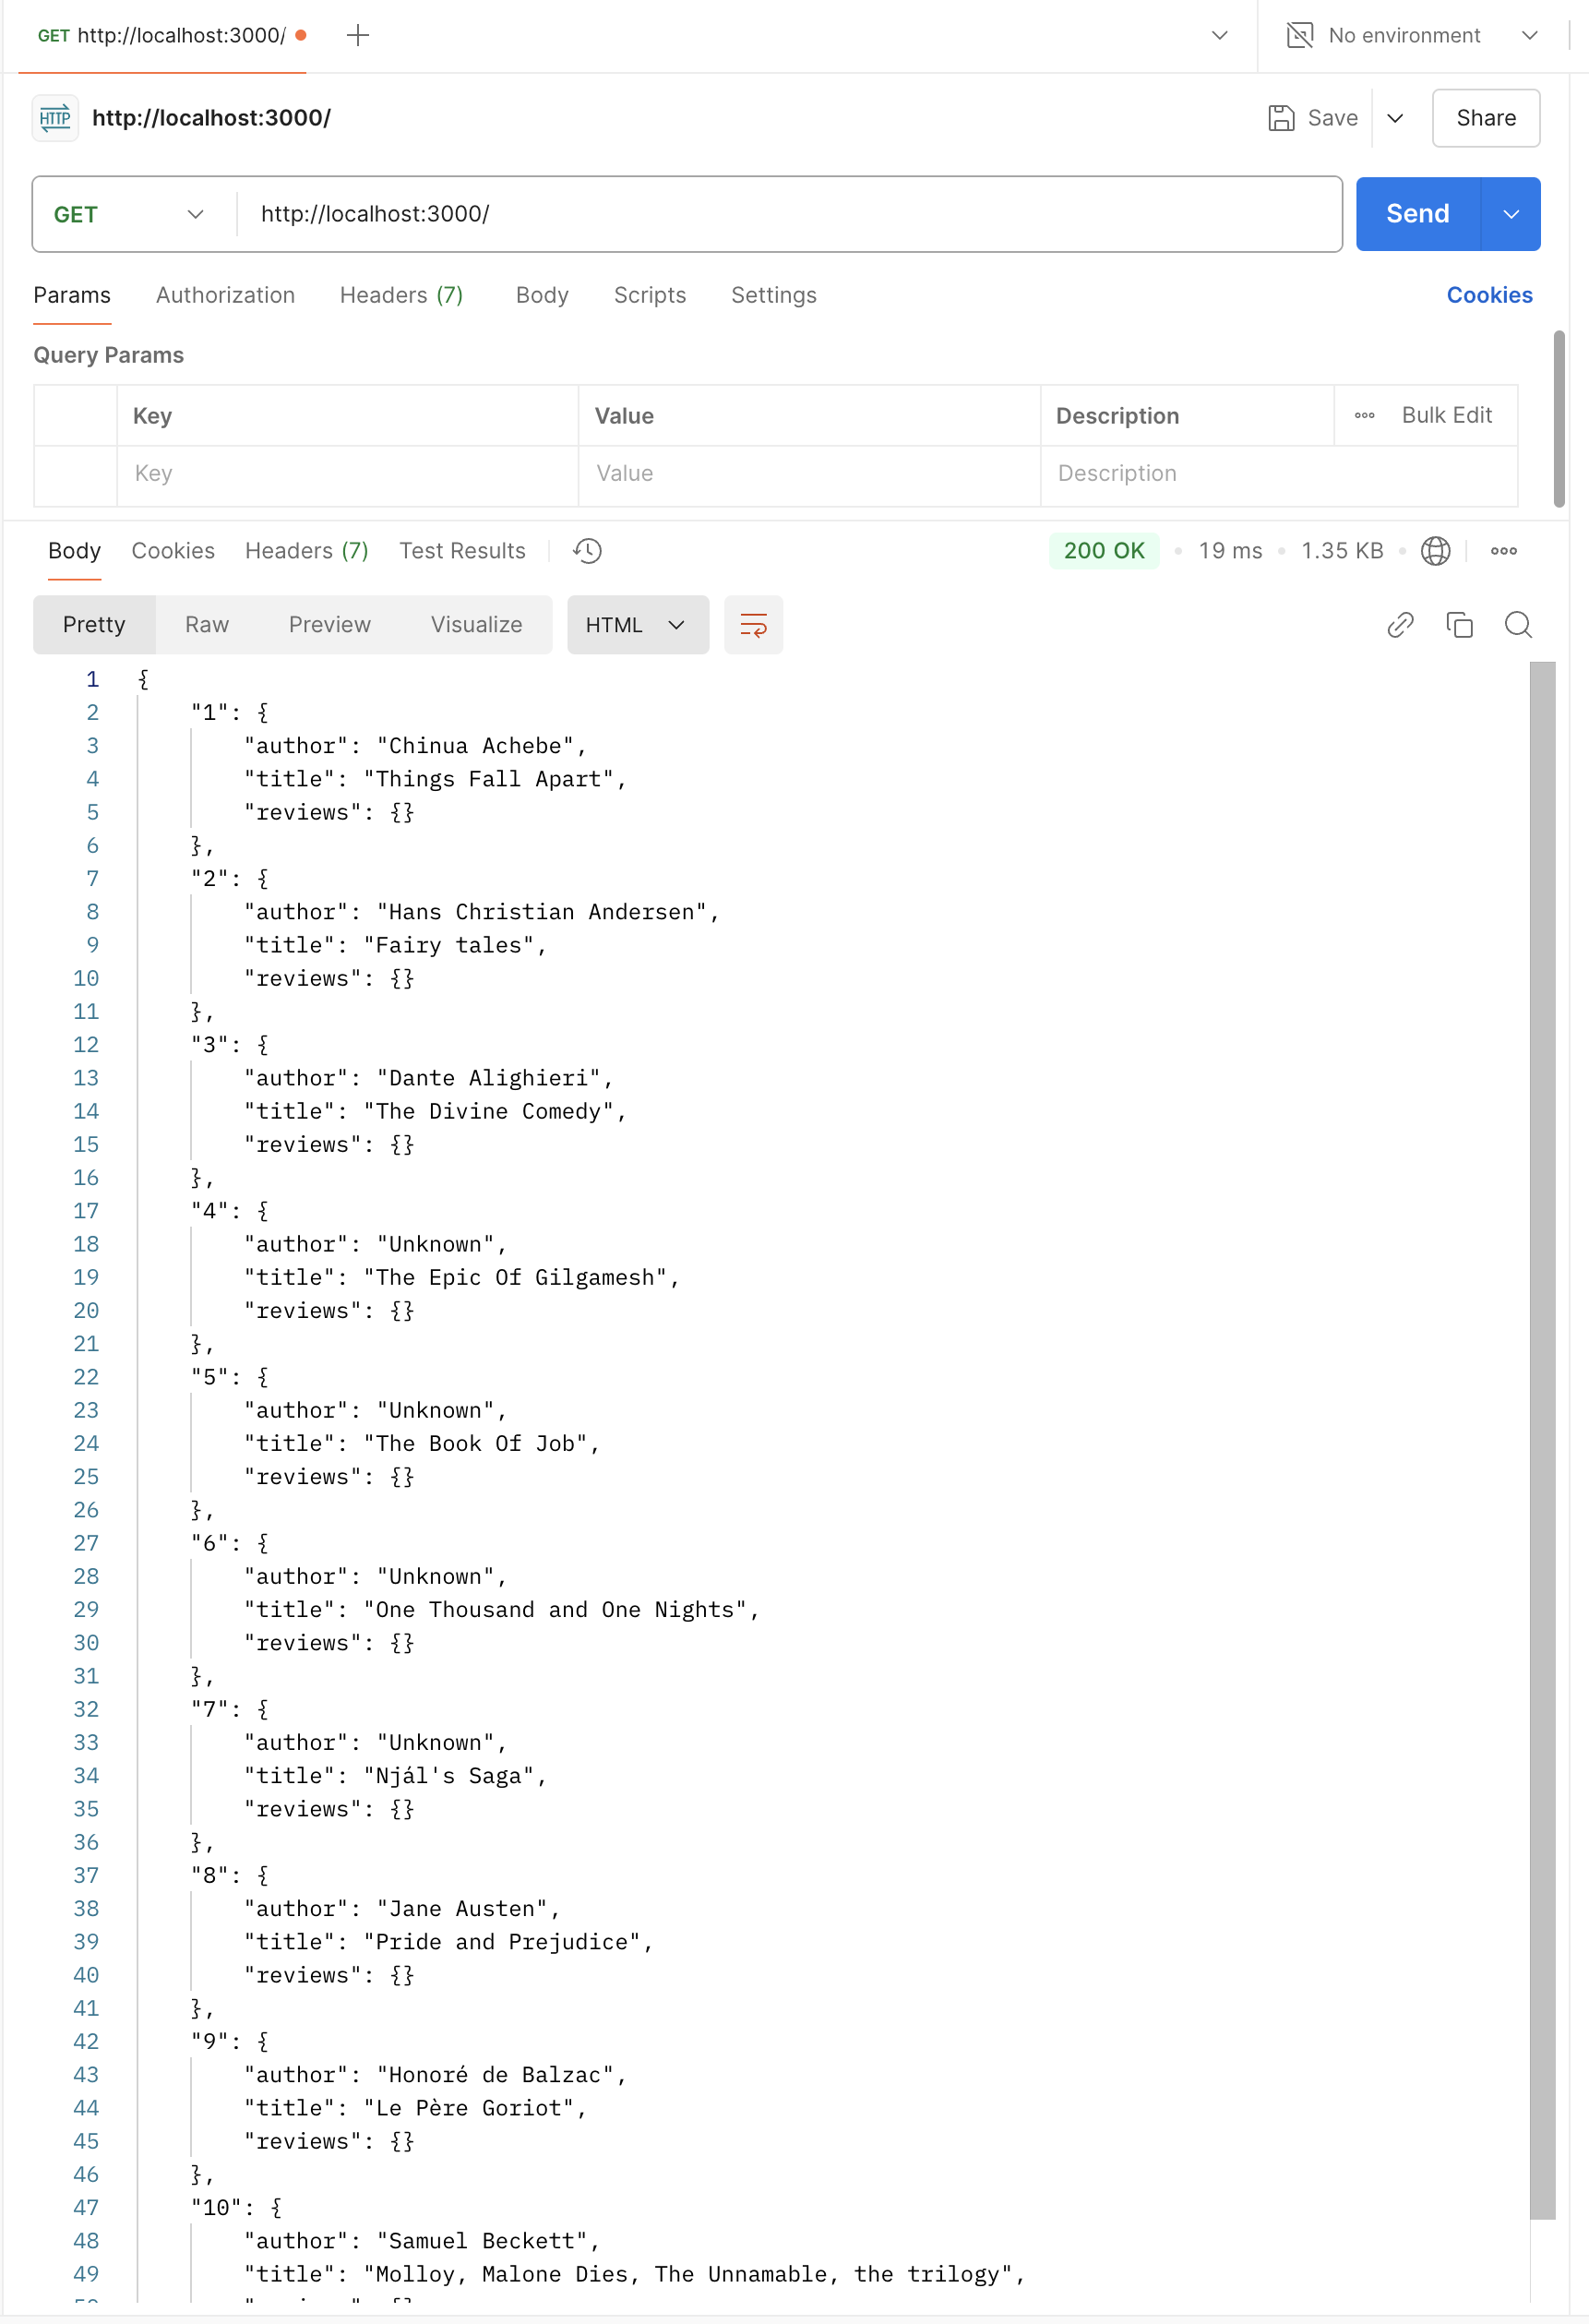 GET http://localhost:3000/
No environment
HTTP http://localhost:3000/
Save
Share
GET http://localhost:3000/
Send
Params Authorization Headers (7) Body Scripts Settings Cookies
Query Params
Key Value Description Bulk Edit
Key Value Description
Body Cookies Headers (7) Test Results 200 OK 19 ms 1.35 KB
Pretty Raw Preview Visualize HTML
1 {
2 "1": {
3 "author": "Chinua Achebe",
4 "title": "Things Fall Apart",
5 "reviews": {}
6 },
7 "2": {
8 "author": "Hans Christian Andersen",
9 "title": "Fairy tales",
10 "reviews": {}
11 },
12 "3": {
13 "author": "Dante Alighieri",
14 "title": "The Divine Comedy",
15 "reviews": {}
16 },
17 "4": {
18 "author": "Unknown",
19 "title": "The Epic Of Gilgamesh",
20 "reviews": {}
21 },
22 "5": {
23 "author": "Unknown",
24 "title": "The Book Of Job",
25 "reviews": {}
26 },
27 "6": {
28 "author": "Unknown",
29 "title": "One Thousand and One Nights",
30 "reviews": {}
31 },
32 "7": {
33 "author": "Unknown",
34 "title": "Njál's Saga",
35 "reviews": {}
36 },
37 "8": {
38 "author": "Jane Austen",
39 "title": "Pride and Prejudice",
40 "reviews": {}
41 },
42 "9": {
43 "author": "Honoré de Balzac",
44 "title": "Le Père Goriot",
45 "reviews": {}
46 },
47 "10": {
48 "author": "Samuel Beckett",
49 "title": "Molloy, Malone Dies, The Unnamable, the trilogy",